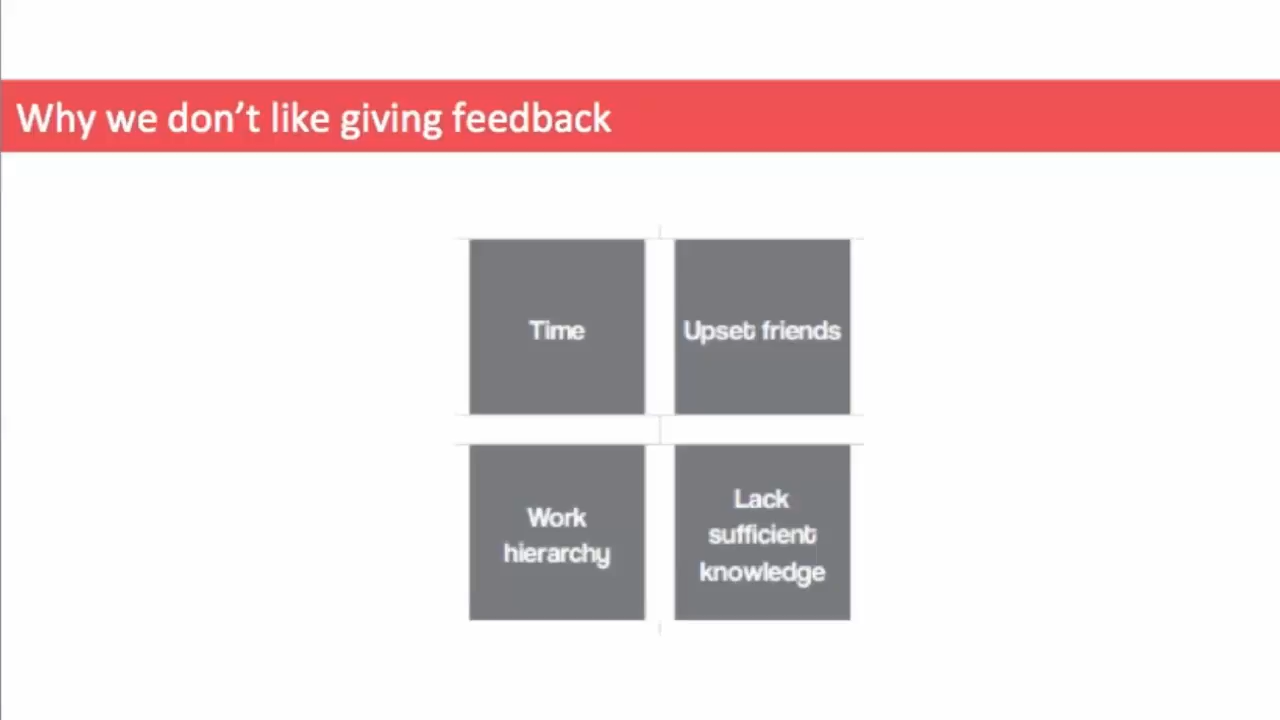 Why we don't like giving feedback
Time
Upset friends
Work
hierarchy
Lack
sufficient
knowledge